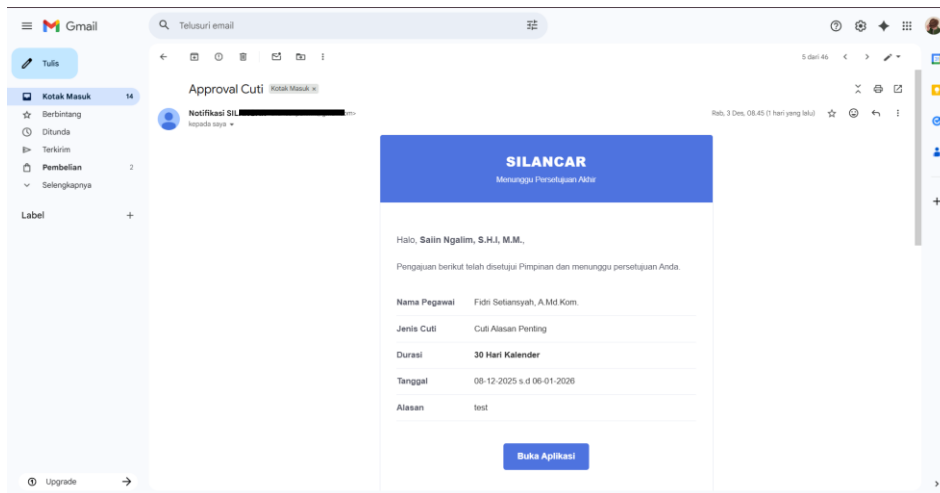 Gmail
Telusuri email
Tulis
5 dari 46
Kotak Masuk 14
Berbintang
Ditunda
Terkirim
Pembelian 2
Selengkapnya
Label
Approval Cuti Kotak Masuk ×
Notifikasi SIL
kepada saya
Rab, 3 Des, 08.45 (1 hari yang lalu)
SILANCAR
Menunggu Persetujuan Akhir
Halo, Saiin Ngalim, S.H.I, M.M.,
Pengajuan berikut telah disetujui Pimpinan dan menunggu persetujuan Anda.
Nama Pegawai Fidri Setiansyah, A.Md.Kom.
Jenis Cuti Cuti Alasan Penting
Durasi 30 Hari Kalender
Tanggal 08-12-2025 s.d 06-01-2026
Alasan test
Buka Aplikasi
Upgrade